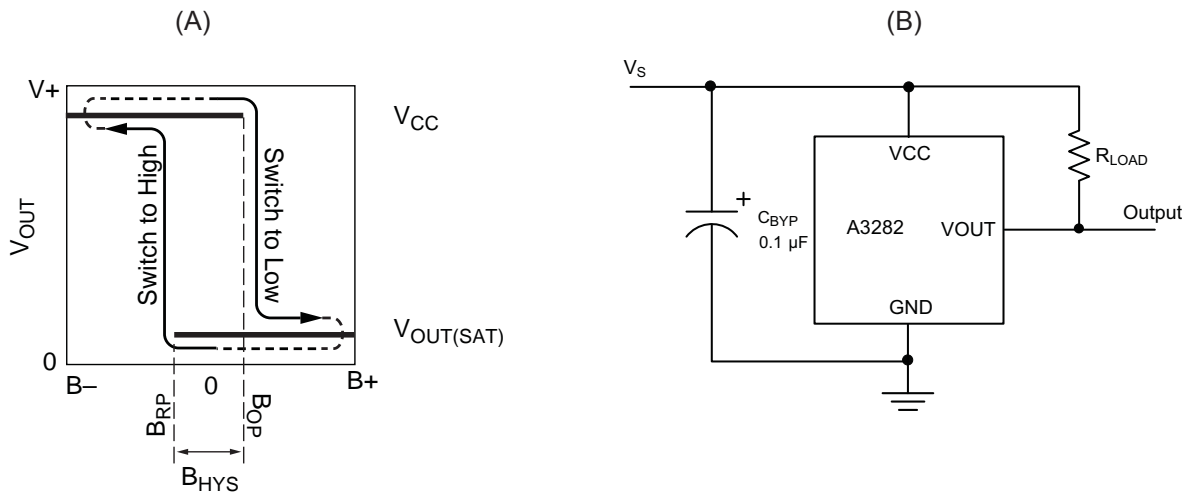 (A)
V+
VCC
Switch to High
Switch to Low
VOUT
VOUT(SAT)
0
B–
0
B+
BRP
BOP
BHYS
(B)
VS
VCC
RLOAD
+
CBYP
0.1 µF
A3282
VOUT
Output
GND